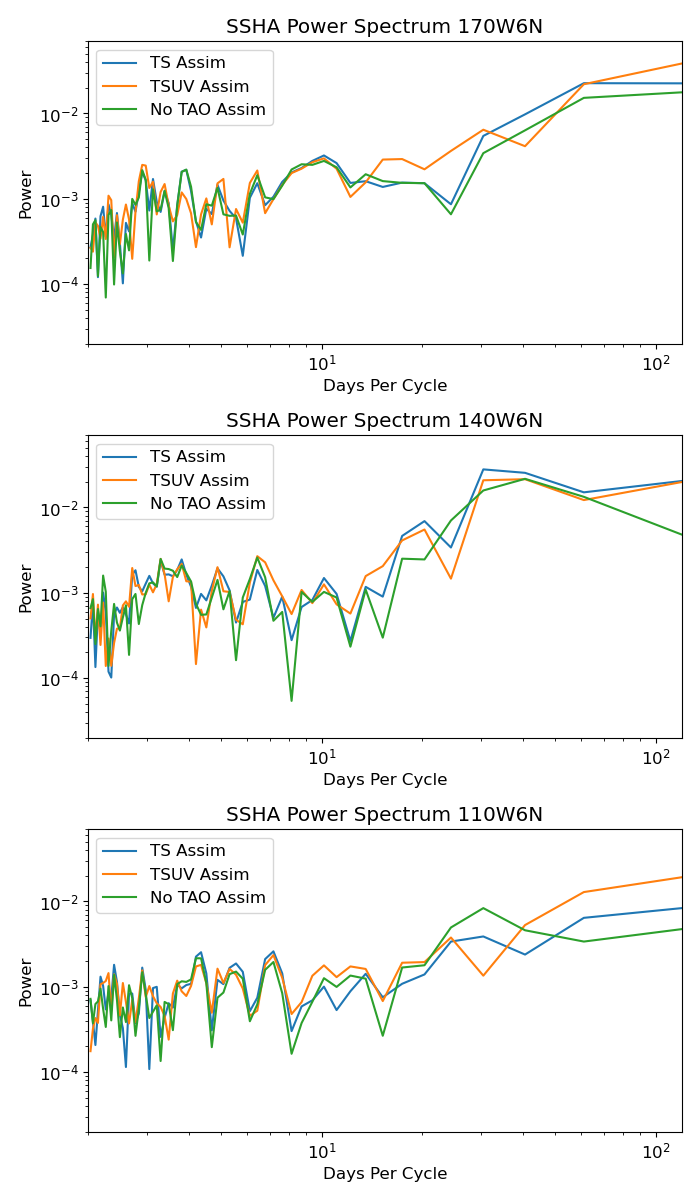 SSHA Power Spectrum 170W6N
TS Assim
TSUV Assim
No TAO Assim
Power
10⁻²
10⁻³
10⁻⁴
10¹ 10²
Days Per Cycle
SSHA Power Spectrum 140W6N
TS Assim
TSUV Assim
No TAO Assim
Power
10⁻²
10⁻³
10⁻⁴
10¹ 10²
Days Per Cycle
SSHA Power Spectrum 110W6N
TS Assim
TSUV Assim
No TAO Assim
Power
10⁻²
10⁻³
10⁻⁴
10¹ 10²
Days Per Cycle